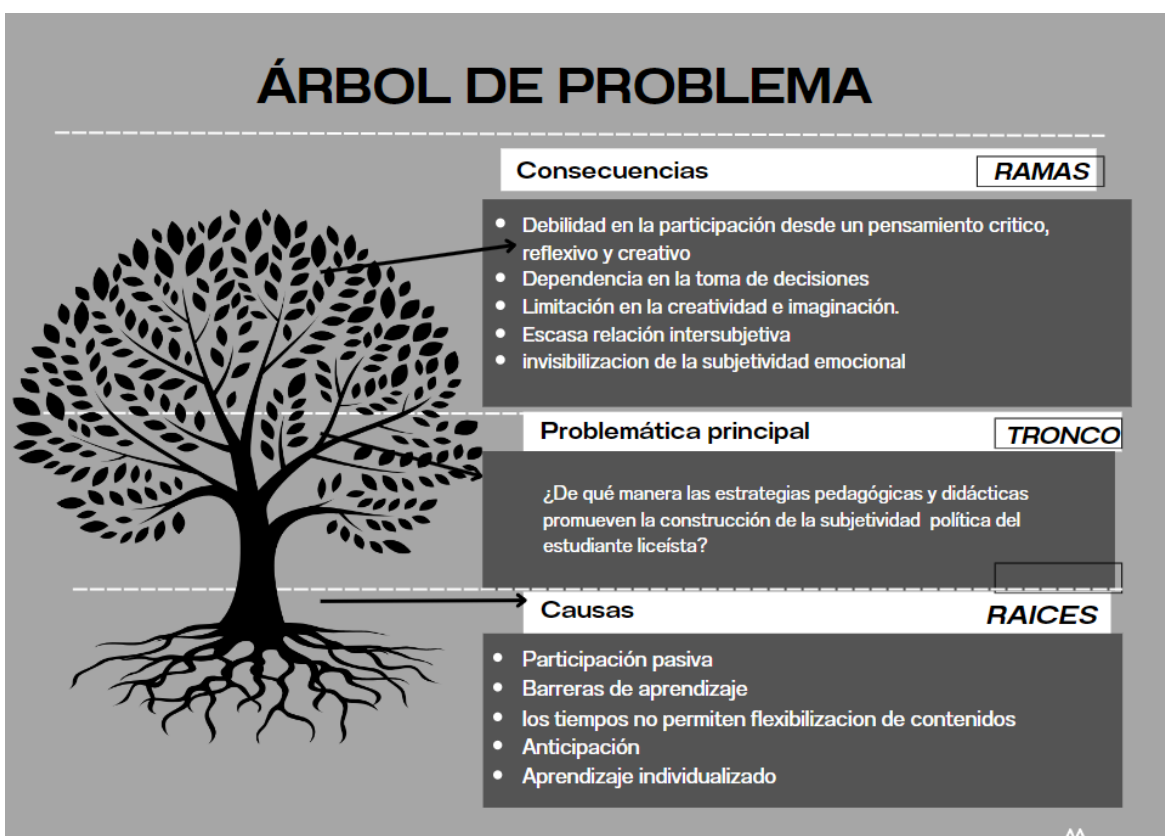 ÁRBOL DE PROBLEMA
Consecuencias
RAMAS
• Debilidad en la participación desde un pensamiento critico,
reflexivo y creativo
• Dependencia en la toma de decisiones
• Limitación en la creatividad e imaginación.
• Escasa relación intersubjetiva
• invisibilizacion de la subjetividad emocional
Problemática principal
TRONCO
¿De qué manera las estrategias pedagógicas y didácticas
promueven la construcción de la subjetividad política del
estudiante liceísta?
Causas
RAICES
• Participación pasiva
• Barreras de aprendizaje
• los tiempos no permiten flexibilizacion de contenidos
• Anticipación
• Aprendizaje individualizado